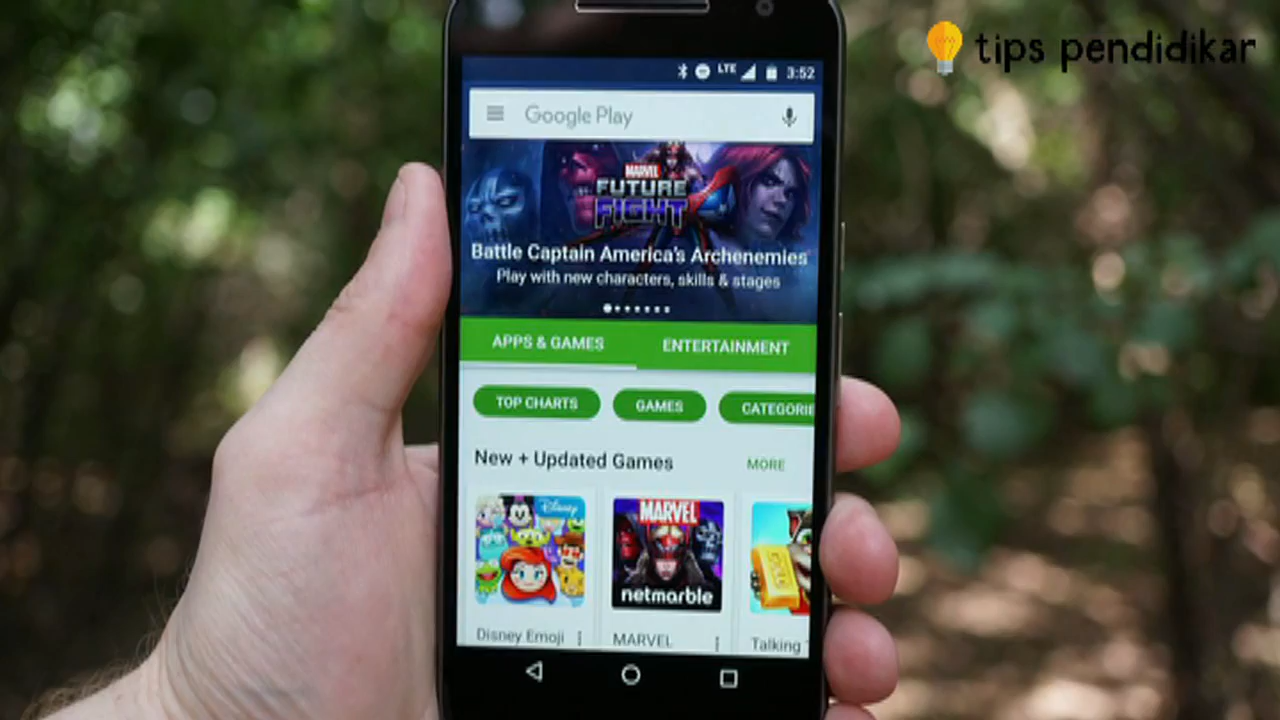 tips pendidikar
LTE 3:52
Google Play
MARVEL
FUTURE
FIGHT
Battle Captain America's Archenemies
Play with new characters, skills & stages
APPS & GAMES ENTERTAINMENT
TOP CHARTS GAMES CATEGORIE
New + Updated Games MORE
Disney MARVEL
netmarble
Disney Emoji MARVEL Talking